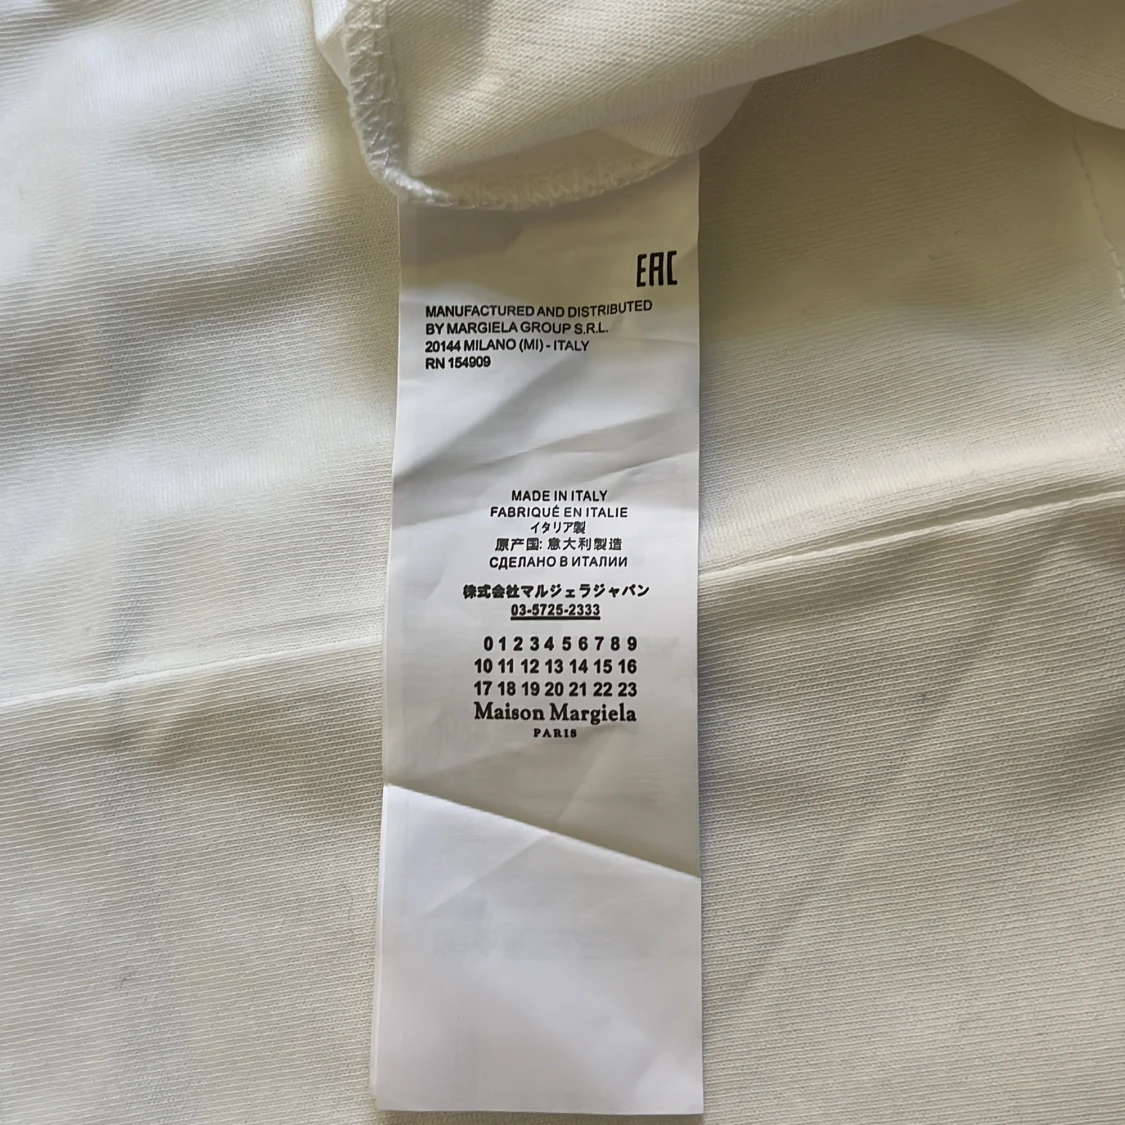 EAC
MANUFACTURED AND DISTRIBUTED
BY MARGIELA GROUP S.R.L.
20144 MILANO (MI) - ITALY
RN 154909
MADE IN ITALY
FABRIQUÉ EN ITALIE
イタリア製
原产国: 意大利製造
СДЕЛАНО В ИТАЛИИ
株式会社マルジェラジャパン
03-5725-2333
0 1 2 3 4 5 6 7 8 9
10 11 12 13 14 15 16
17 18 19 20 21 22 23
Maison Margiela
PARIS